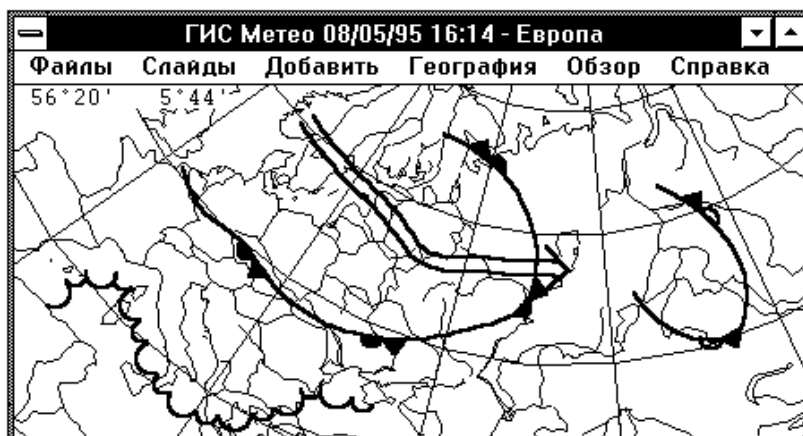 ГИС Метео 08/05/95 16:14 - Европа
Файлы Слайды Добавить География Обзор Справка
56°20' 5°44'